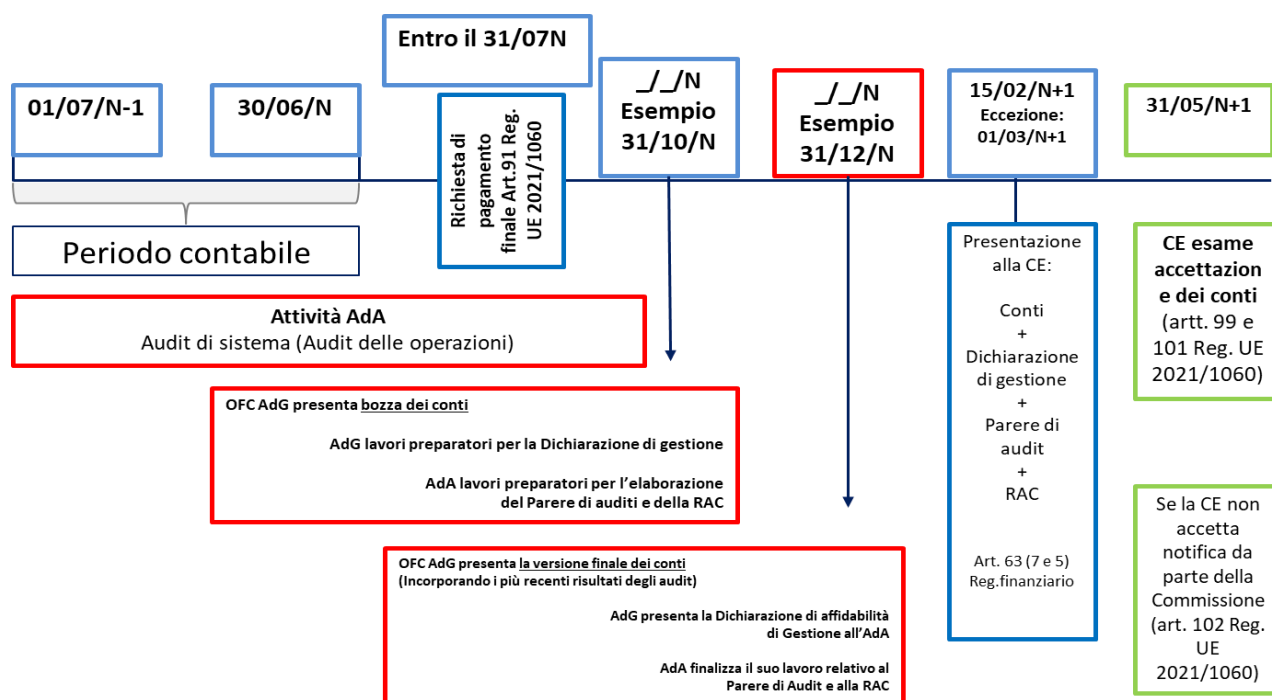 Entro il 31/07N
01/07/N-1
30/06/N
_/_/N
Esempio
31/10/N
_/_/N
Esempio
31/12/N
15/02/N+1
Eccezione:
01/03/N+1
31/05/N+1
Richiesta di
pagamento
finale Art.91 Reg.
UE 2021/1060
Periodo contabile
Attività AdA
Audit di sistema (Audit delle operazioni)
OFC AdG presenta bozza dei conti
AdG lavori preparatori per la Dichiarazione di gestione
AdA lavori preparatori per l’elaborazione
del Parere di auditi e della RAC
OFC AdG presenta la versione finale dei conti
(Incorporando i più recenti risultati degli audit)
AdG presenta la Dichiarazione di affidabilità
di Gestione all’AdA
AdA finalizza il suo lavoro relativo al
Parere di Audit e alla RAC
Presentazione
alla CE:
Conti
+
Dichiarazione
di gestione
+
Parere di
audit
+
RAC
Art. 63 (7 e 5)
Reg.finanziario
CE esame
accettazion
e dei conti
(artt. 99 e
101 Reg. UE
2021/1060)
Se la CE non
accetta
notifica da
parte della
Commissione
(art. 102 Reg.
UE
2021/1060)